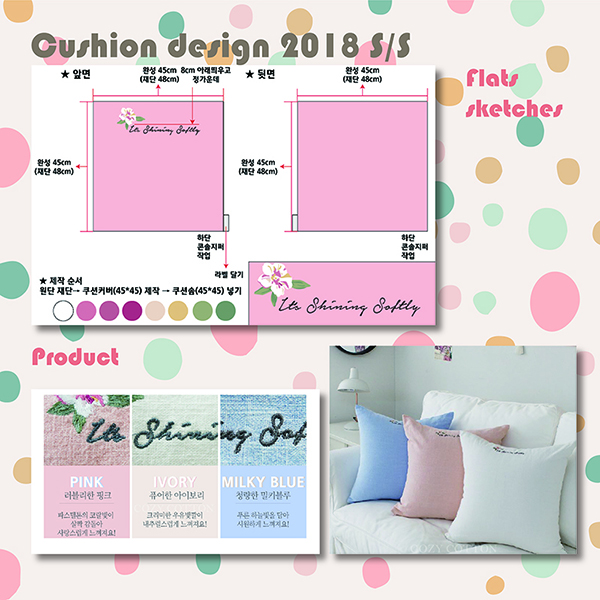 Cushion design 2018 S/S
Flats
sketches
★ 앞면
완성 45cm
(재단 48cm)
8cm 아래띄우고
정가운데
★ 뒷면
완성 45cm
(재단 48cm)
완성 45cm
(재단 48cm)
Its Shining Softly
완성 45cm
(재단 48cm)
하단
콘솔지퍼
작업
라벨 달기
하단
콘솔지퍼
작업
★ 제작 순서
원단 재단→ 쿠션커버(45*45) 제작 → 쿠션솜(45*45) 넣기
Its Shining Softly
Product
Its Shining Soft
PINK
러블리한 핑크
파스텔톤의 코랄빛이
살짝 감돌아
사랑스럽게 느껴져요!
IVORY
퓨어한 아이보리
크리미한 우유빛깔이
내추럴스럽게 느껴져요!
MILKY BLUE
청량한 밀키블루
푸른 하늘빛을 담아
시원하게 느껴져요!